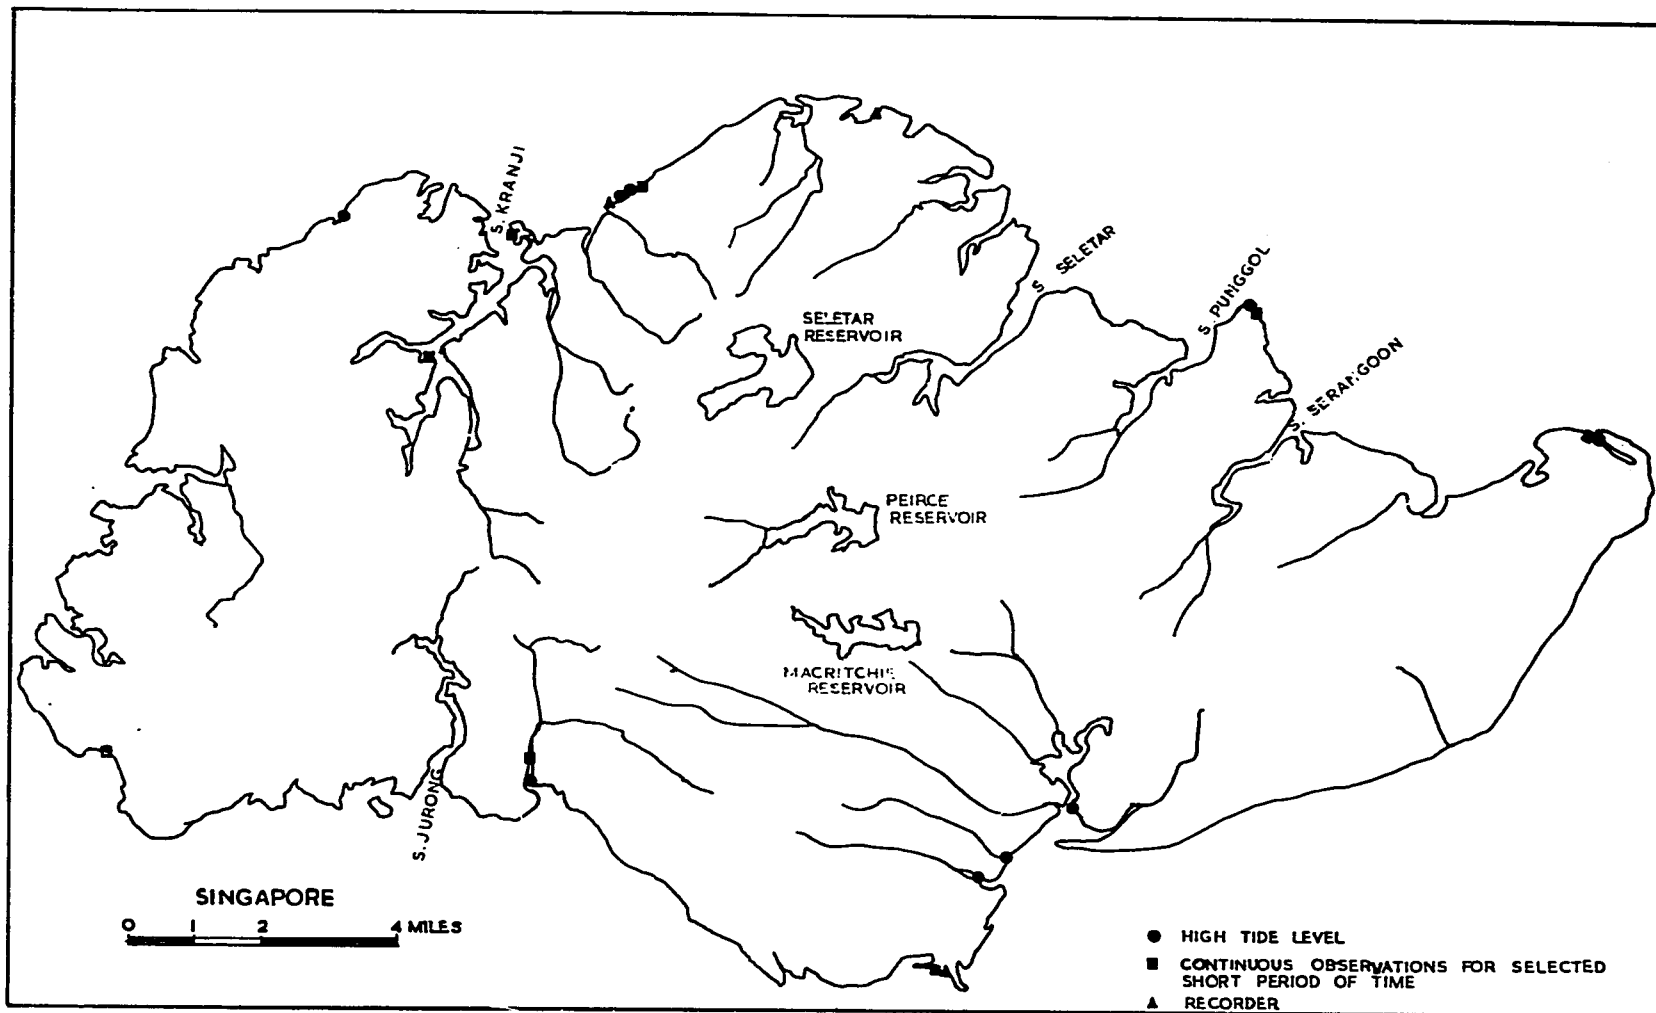 S. KRANJI
S. SELETAR
S. PUNGGOL
S. SERANGOON
SELETAR
RESERVOIR
PEIRCE
RESERVOIR
MACRITCHIE
RESERVOIR
S. JURONG
SINGAPORE
0 1 2 4 MILES
HIGH TIDE LEVEL
CONTINUOUS OBSERVATIONS FOR SELECTED
SHORT PERIOD OF TIME
RECORDER